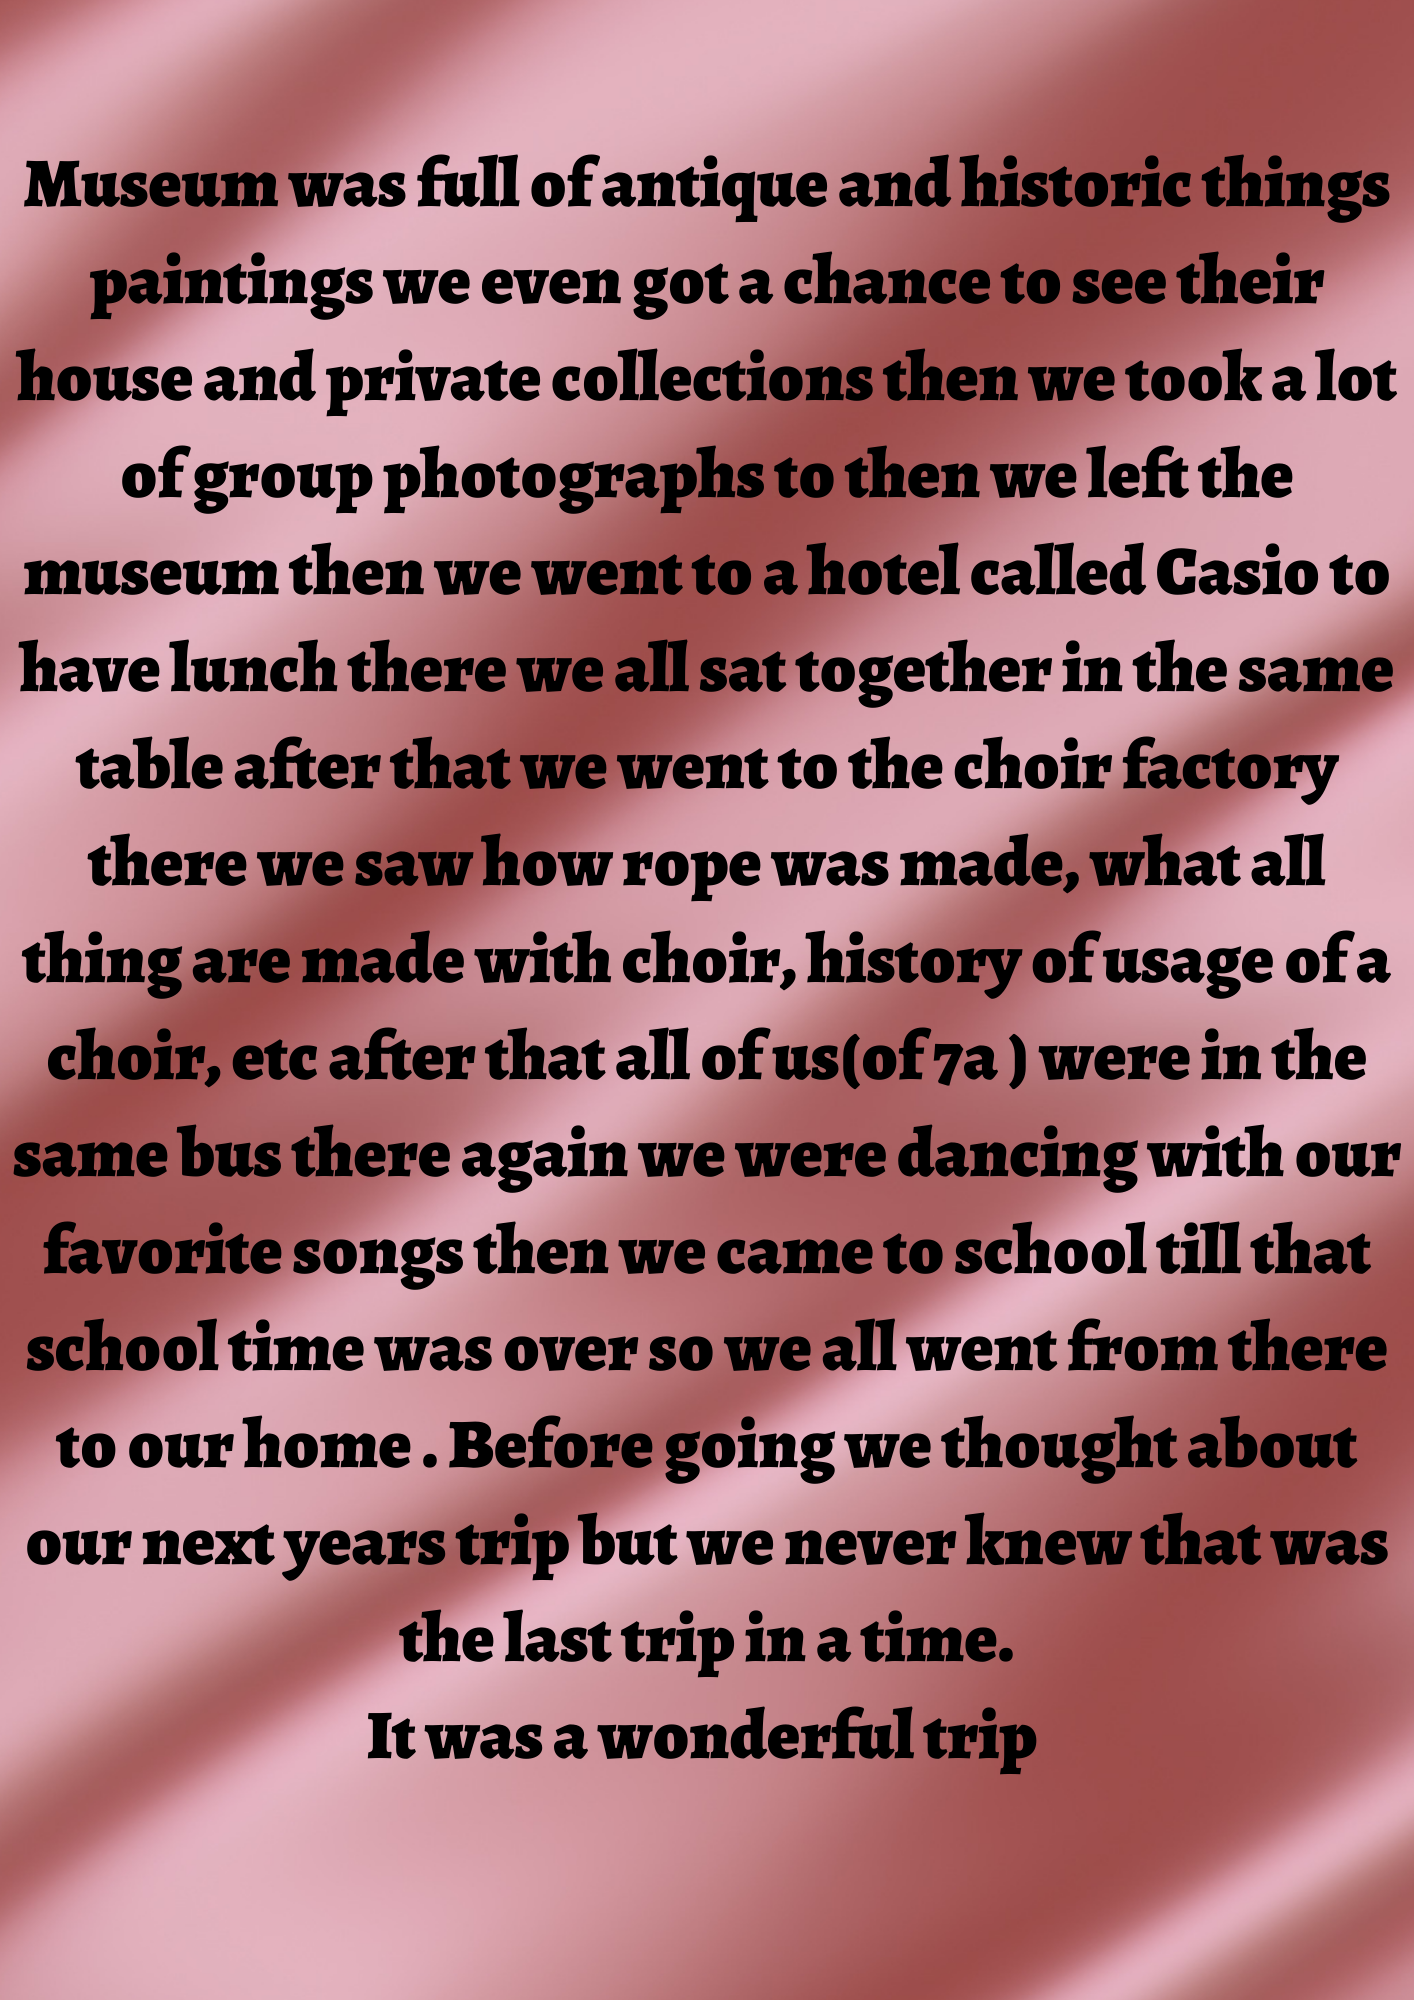 Museum was full of antique and historic things
paintings we even got a chance to see their
house and private collections then we took a lot
of group photographs to then we left the
museum then we went to a hotel called Casio to
have lunch there we all sat together in the same
table after that we went to the choir factory
there we saw how rope was made, what all
thing are made with choir, history of usage of a
choir, etc after that all of us(of 7a ) were in the
same bus there again we were dancing with our
favorite songs then we came to school till that
school time was over so we all went from there
to our home . Before going we thought about
our next years trip but we never knew that was
the last trip in a time.
It was a wonderful trip